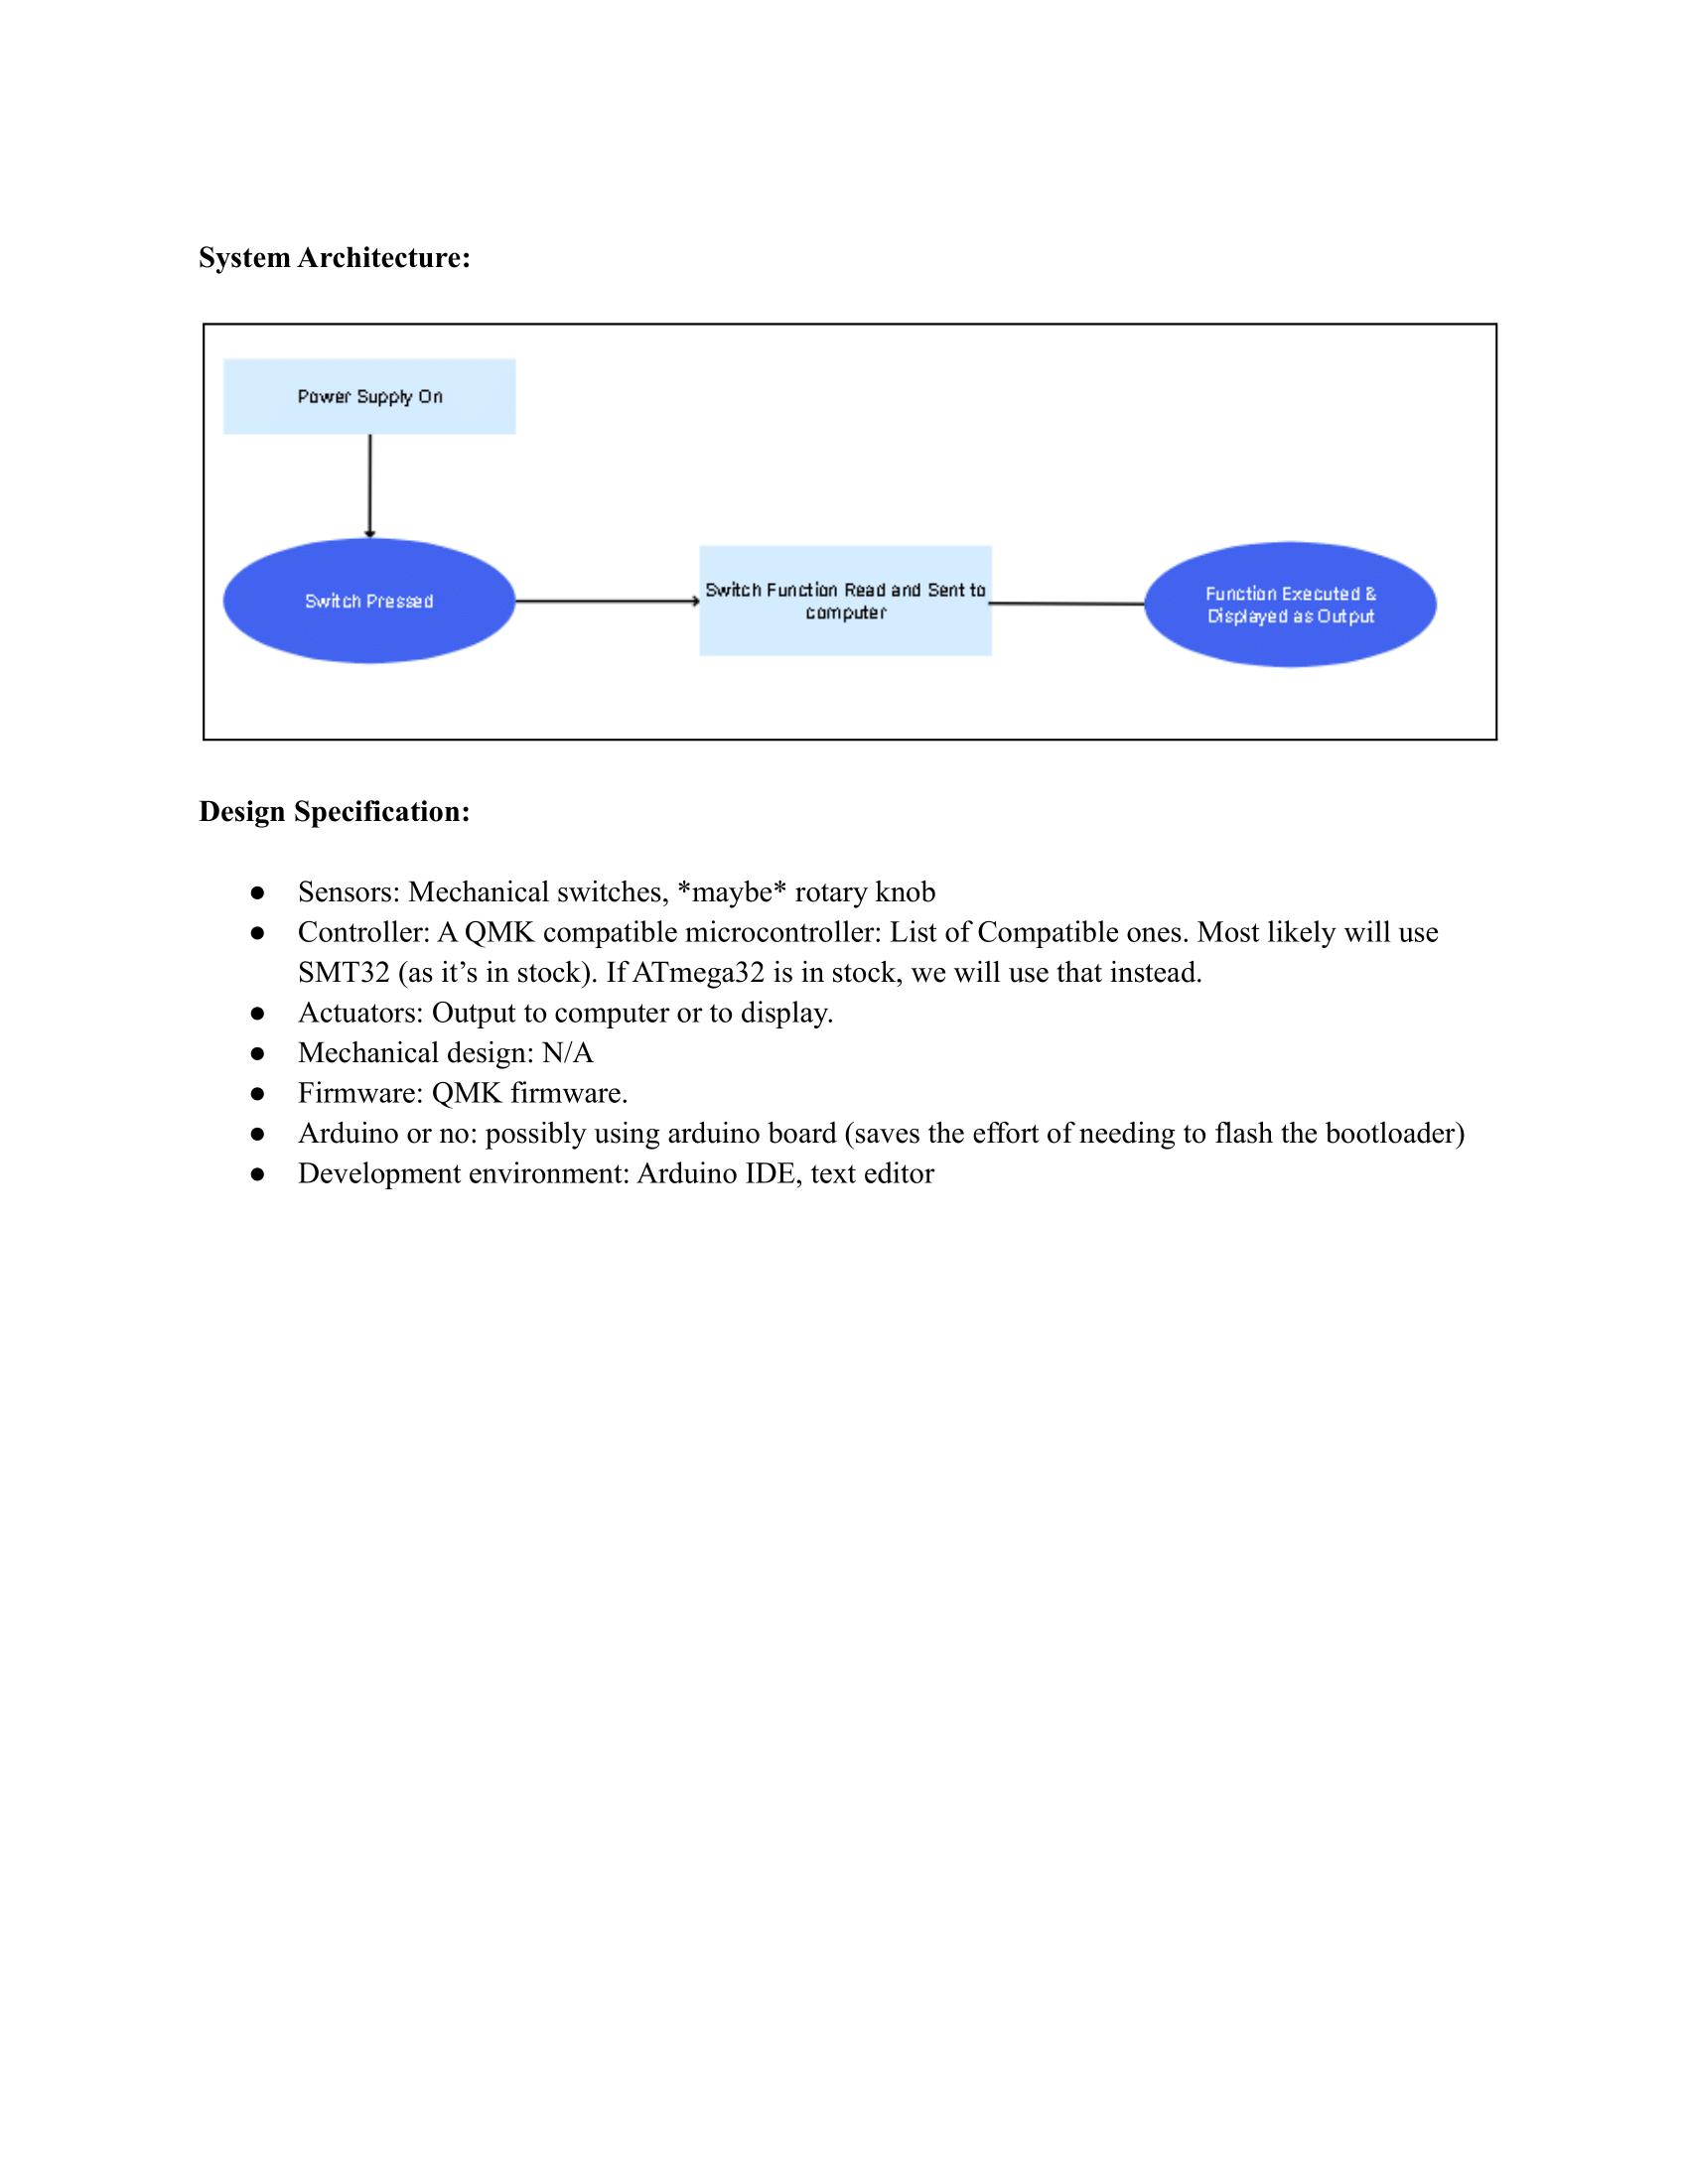 System Architecture:
Power Supply On
Switch Pressed
Switch Function Read and Sent to
computer
Function Executed &
Displayed as Output
Design Specification:
● Sensors: Mechanical switches, *maybe* rotary knob
● Controller: A QMK compatible microcontroller: List of Compatible ones. Most likely will use
SMT32 (as it’s in stock). If ATmega32 is in stock, we will use that instead.
● Actuators: Output to computer or to display.
● Mechanical design: N/A
● Firmware: QMK firmware.
● Arduino or no: possibly using arduino board (saves the effort of needing to flash the bootloader)
● Development environment: Arduino IDE, text editor